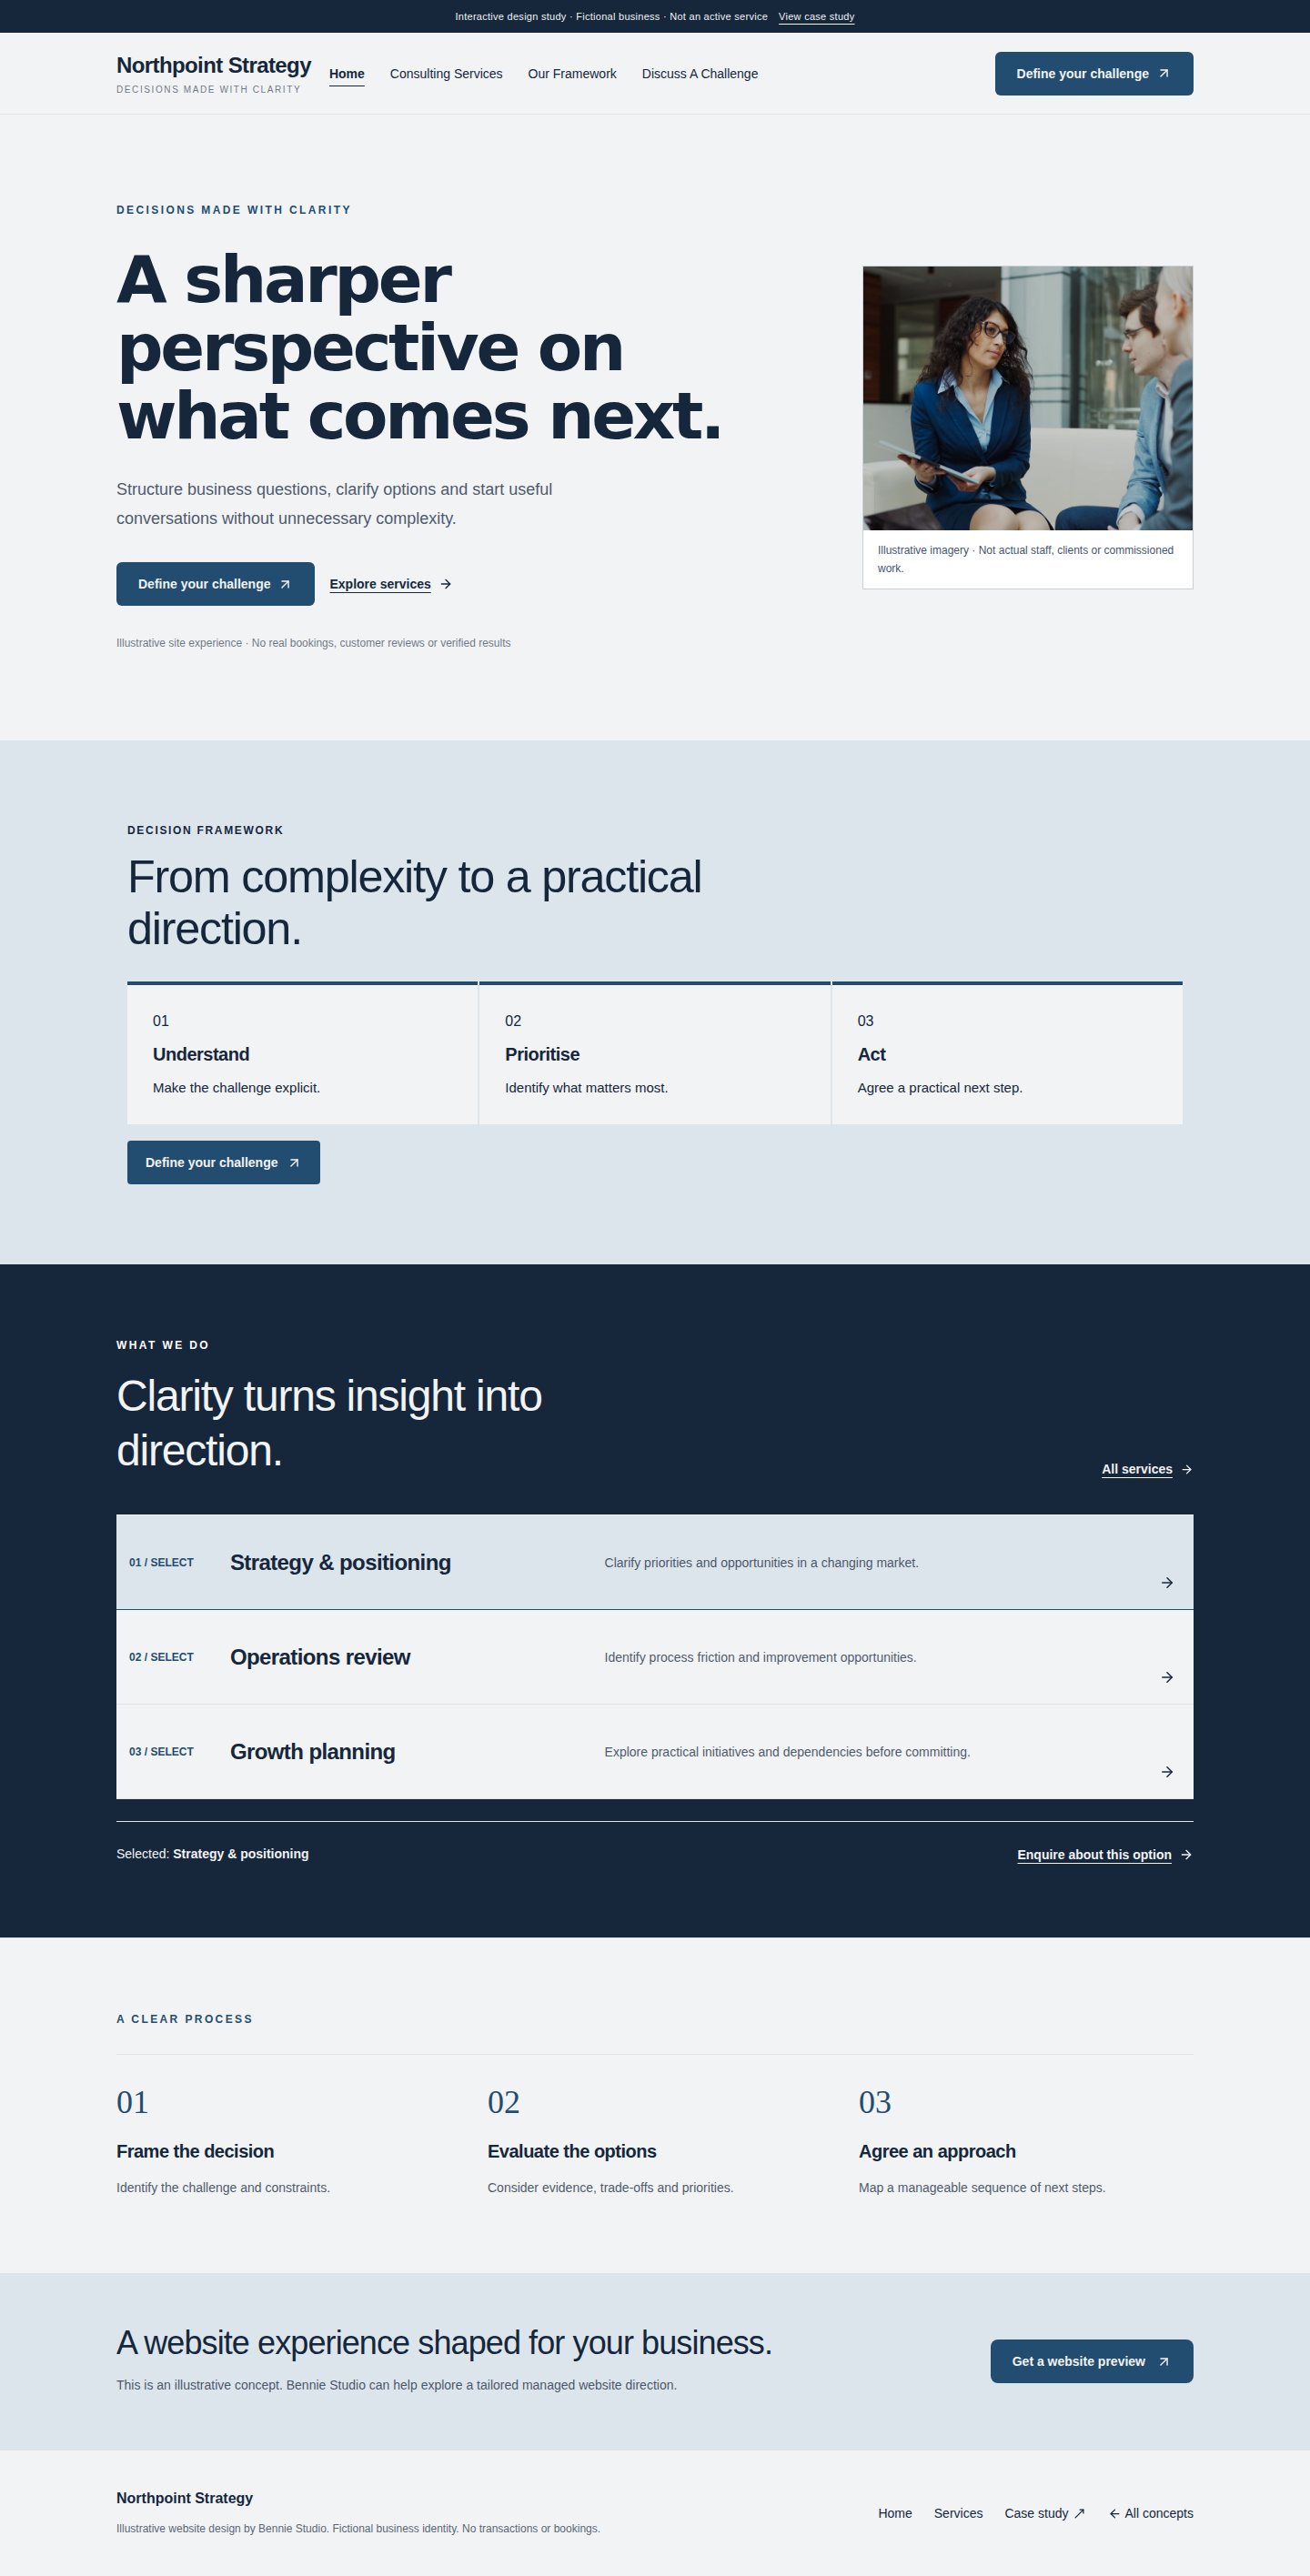 Interactive design study · Fictional business · Not an active service View case study
Northpoint Strategy
DECISIONS MADE WITH CLARITY
Home Consulting Services Our Framework Discuss A Challenge
Define your challenge
DECISIONS MADE WITH CLARITY
A sharper
perspective on
what comes next.
Structure business questions, clarify options and start useful
conversations without unnecessary complexity.
Define your challenge Explore services
Illustrative site experience · No real bookings, customer reviews or verified results
Illustrative imagery · Not actual staff, clients or commissioned
work.
DECISION FRAMEWORK
From complexity to a practical
direction.
01
Understand
Make the challenge explicit.
02
Prioritise
Identify what matters most.
03
Act
Agree a practical next step.
Define your challenge
WHAT WE DO
Clarity turns insight into
direction.
All services
01 / SELECT Strategy & positioning Clarify priorities and opportunities in a changing market.
02 / SELECT Operations review Identify process friction and improvement opportunities.
03 / SELECT Growth planning Explore practical initiatives and dependencies before committing.
Selected: Strategy & positioning Enquire about this option
A CLEAR PROCESS
01
Frame the decision
Identify the challenge and constraints.
02
Evaluate the options
Consider evidence, trade-offs and priorities.
03
Agree an approach
Map a manageable sequence of next steps.
A website experience shaped for your business.
This is an illustrative concept. Bennie Studio can help explore a tailored managed website direction.
Get a website preview
Northpoint Strategy
Illustrative website design by Bennie Studio. Fictional business identity. No transactions or bookings.
Home Services Case study All concepts